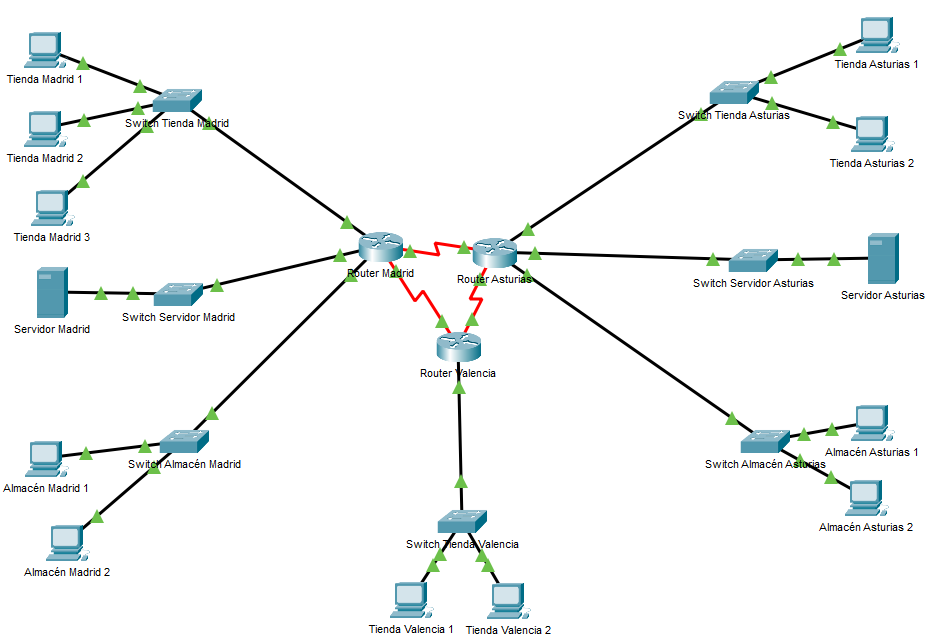 Tienda Madrid 1
Tienda Asturias 1
Switch Tienda Madrid
Switch Tienda Asturias
Tienda Madrid 2
Tienda Asturias 2
Tienda Madrid 3
Router Madrid
Router Asturias
Switch Servidor Asturias
Servidor Asturias
Servidor Madrid
Switch Servidor Madrid
Router Valencia
Almacén Asturias 1
Switch Almacén Madrid
Switch Almacén Asturias
Almacén Madrid 1
Almacén Asturias 2
Switch Tienda Valencia
Almacén Madrid 2
Tienda Valencia 1
Tienda Valencia 2